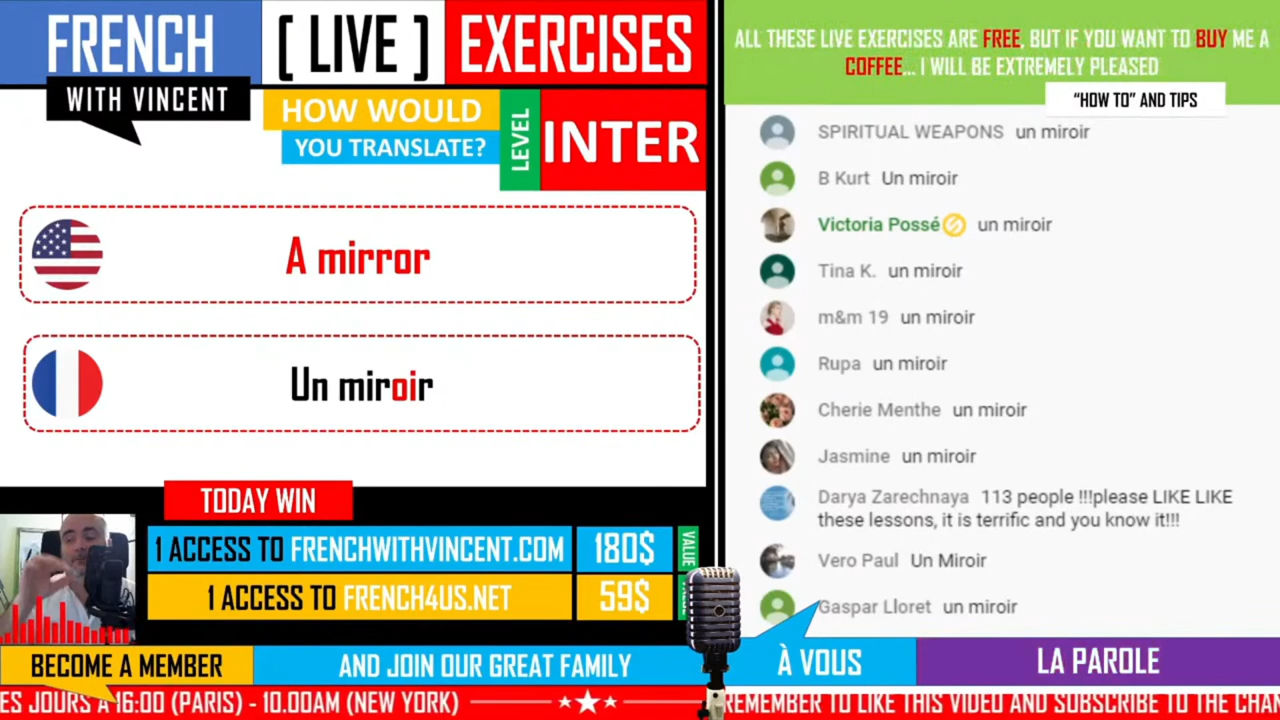 FRENCH
[ LIVE ]
EXERCISES
WITH VINCENT
HOW WOULD
YOU TRANSLATE?
LEVEL
INTER
A mirror
Un miroir
TODAY WIN
1 ACCESS TO FRENCHWITHVINCENT.COM 180$
VALUE
1 ACCESS TO FRENCH4US.NET 59$
BECOME A MEMBER
AND JOIN OUR GREAT FAMILY
ALL THESE LIVE EXERCISES ARE FREE, BUT IF YOU WANT TO BUY ME A
COFFEE... I WILL BE EXTREMELY PLEASED
“HOW TO” AND TIPS
SPIRITUAL WEAPONS un miroir
B Kurt Un miroir
Victoria Possé un miroir
Tina K. un miroir
m&m 19 un miroir
Rupa un miroir
Cherie Menthe un miroir
Jasmine un miroir
Darya Zarechnaya 113 people !!!please LIKE LIKE
these lessons, it is terrific and you know it!!!
Vero Paul Un Miroir
Gaspar Lloret un miroir
À VOUS
LA PAROLE
ES JOURS A 16:00 (PARIS) - 10.00AM (NEW YORK)
REMEMBER TO LIKE THIS VIDEO AND SUBSCRIBE TO THE CHAN